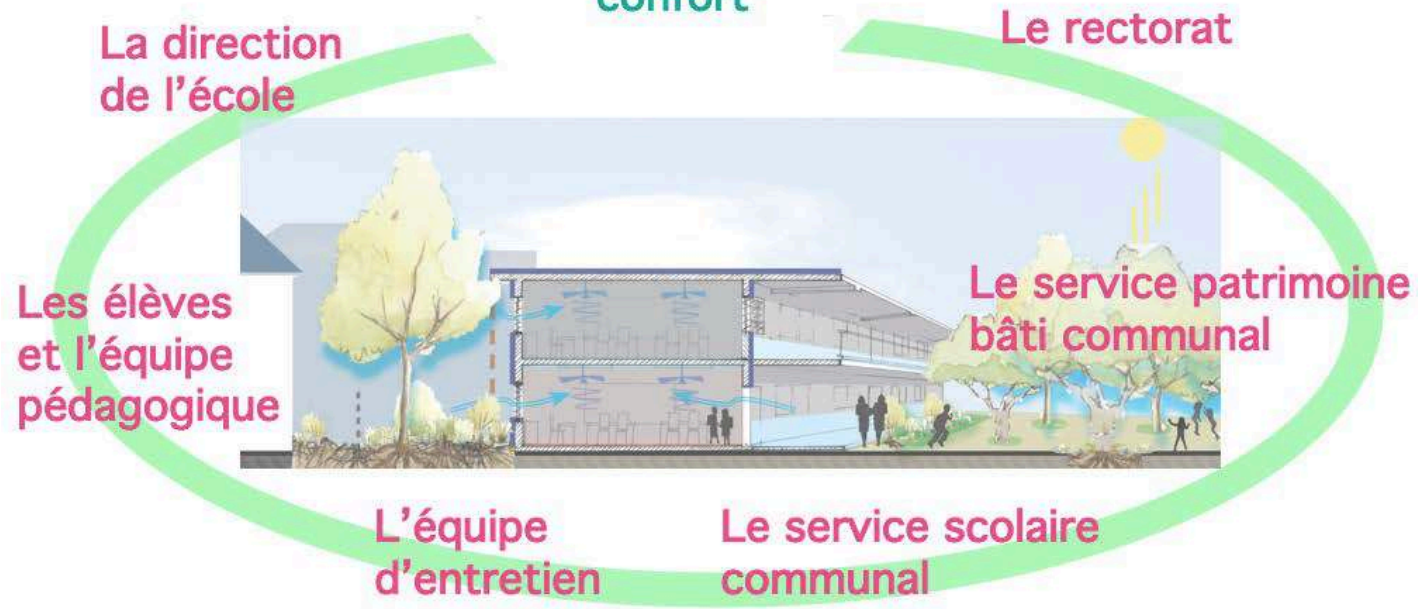 confort
La direction
de l'école
Le rectorat
Les élèves
et l'équipe
pédagogique
Le service patrimoine
bâti communal
L'équipe
d'entretien
Le service scolaire
communal